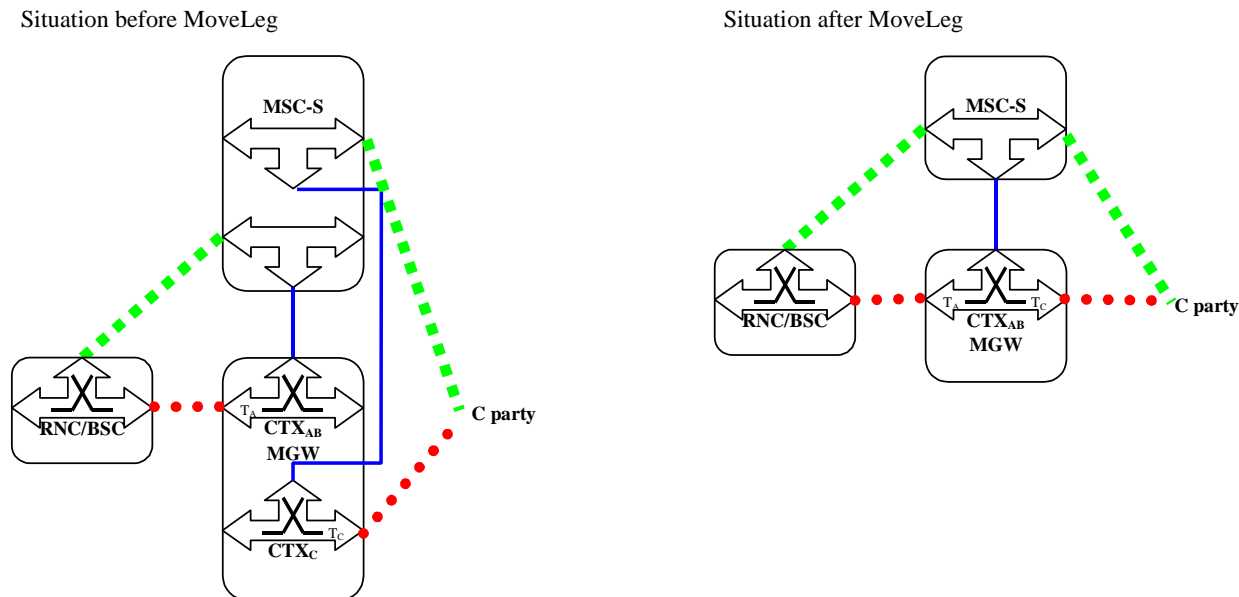 Situation before MoveLeg
MSC-S
T_A
RNC/BSC
CTX_AB
MGW
C party
T_C
CTX_C
Situation after MoveLeg
MSC-S
T_A
T_C
RNC/BSC
CTX_AB
MGW
C party